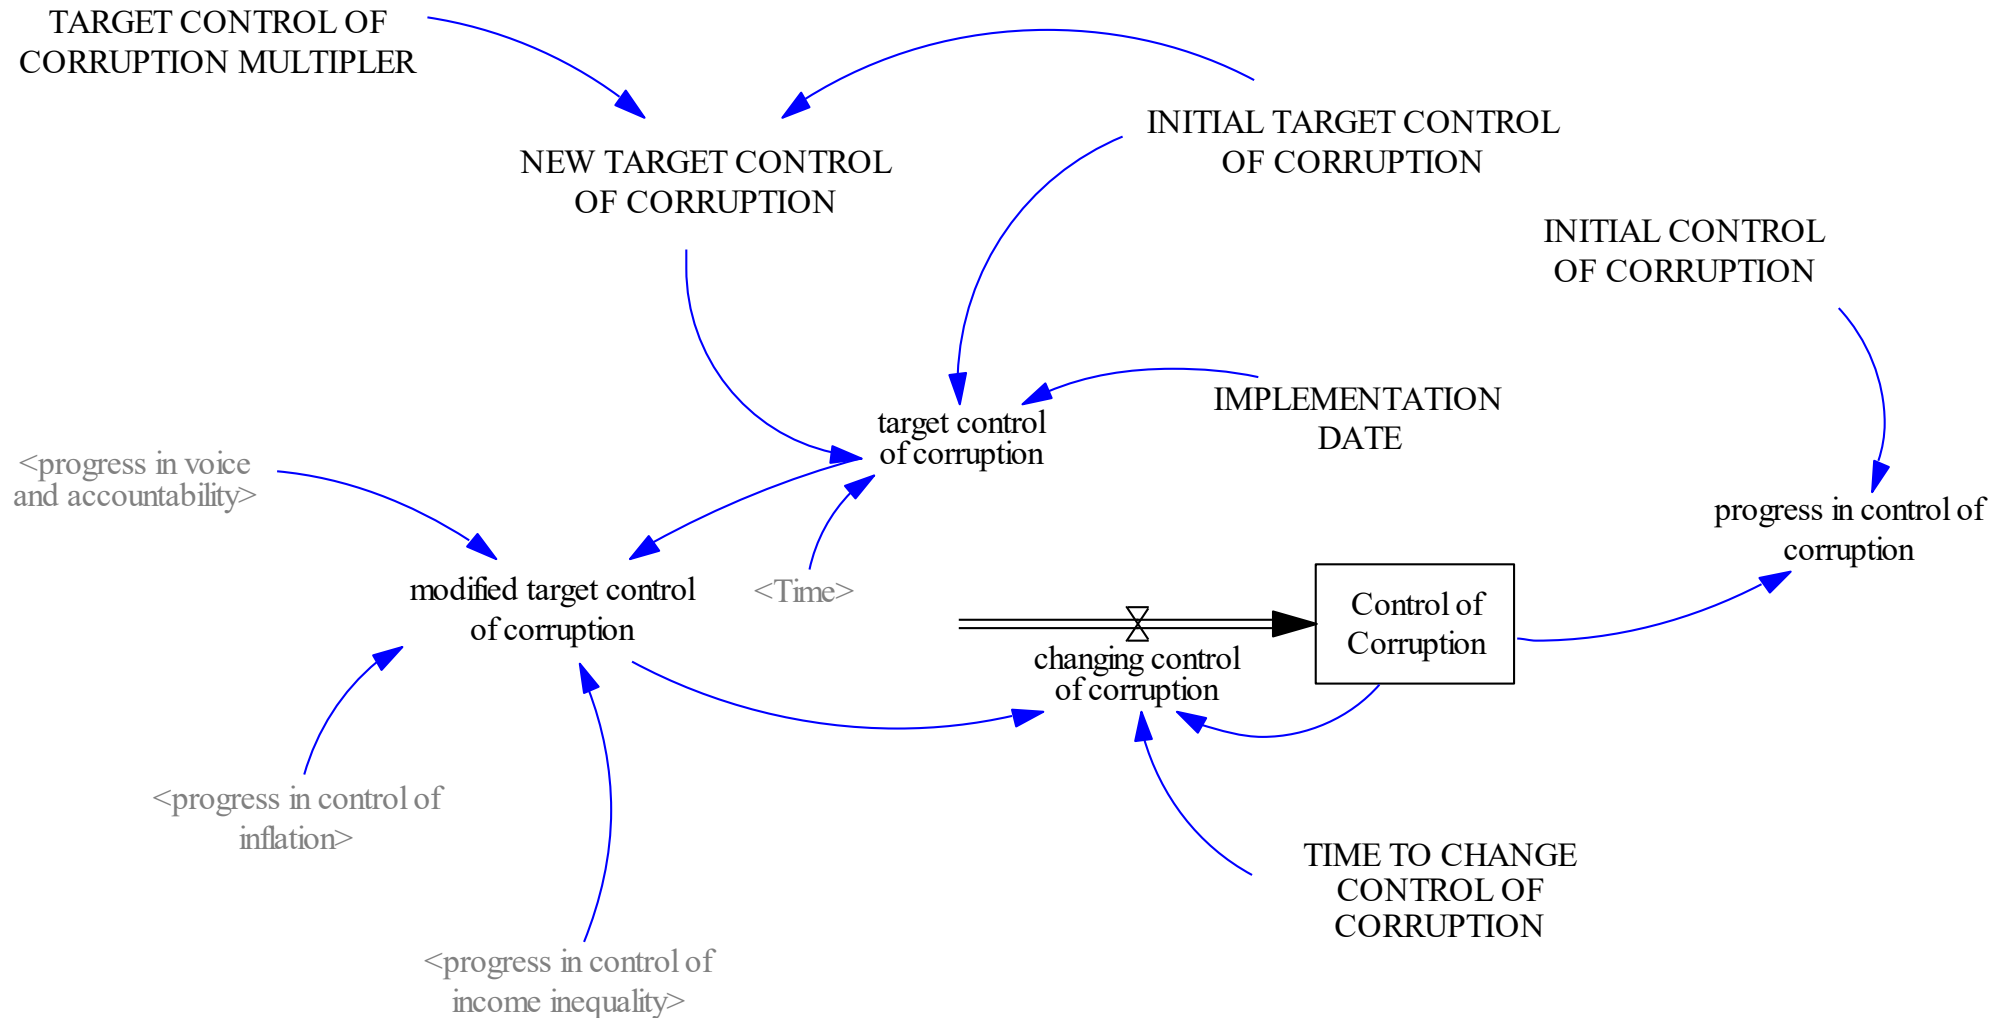 TARGET CONTROL OF
CORRUPTION MULTIPLER
INITIAL TARGET CONTROL
OF CORRUPTION
NEW TARGET CONTROL
OF CORRUPTION
INITIAL CONTROL
OF CORRUPTION
IMPLEMENTATION
DATE
target control
of corruption
<progress in voice
and accountability>
progress in control of
corruption
modified target control
of corruption
<Time>
Control of
Corruption
changing control
of corruption
<progress in control of
inflation>
TIME TO CHANGE
CONTROL OF
CORRUPTION
<progress in control of
income inequality>